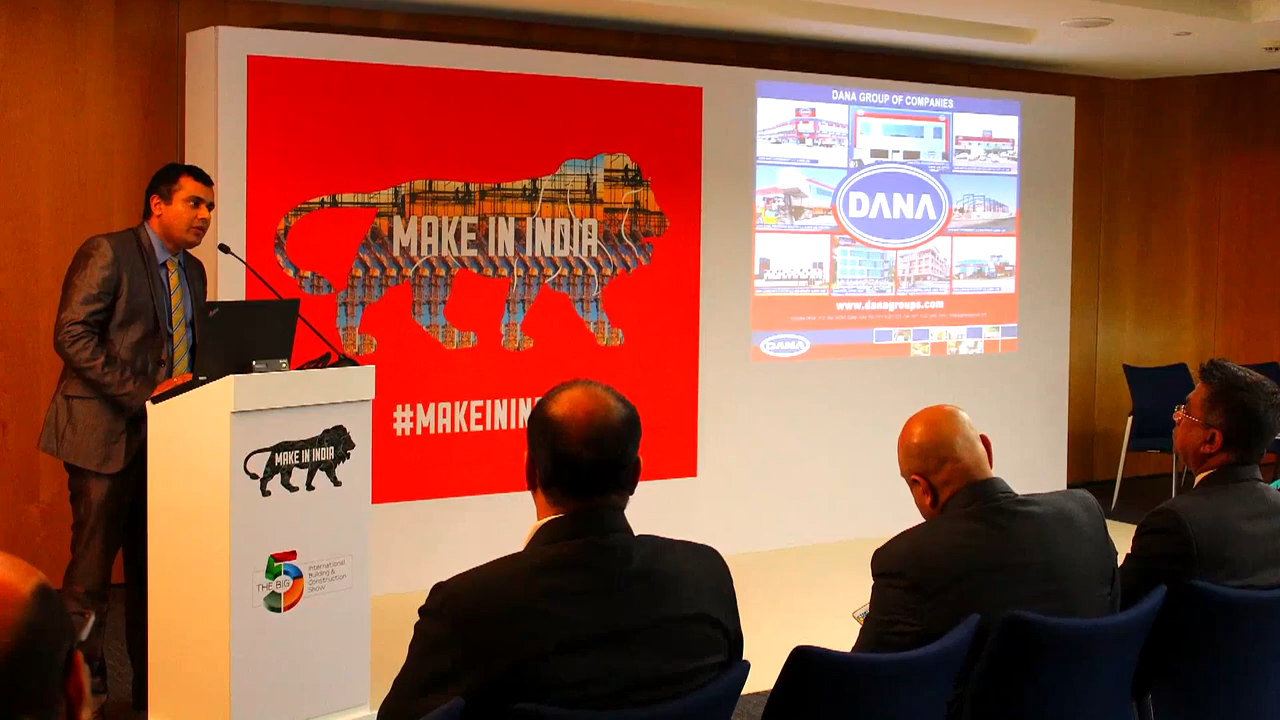 MAKE IN INDIA
#MAKEININ
DANA GROUP OF COMPANIES
DANA
www.danagroups.com
DANA
MAKE IN INDIA
THE BIG 5
International
Building &
Construction
Show